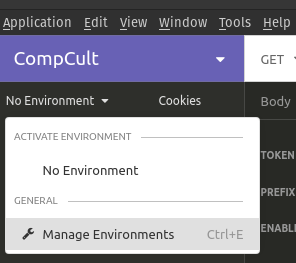 Application Edit View Window Tools Help
CompCult GET
No Environment Cookies Body
ACTIVATE ENVIRONMENT
No Environment TOKEN
GENERAL PREFIX
Manage Environments Ctrl+E ENABLE